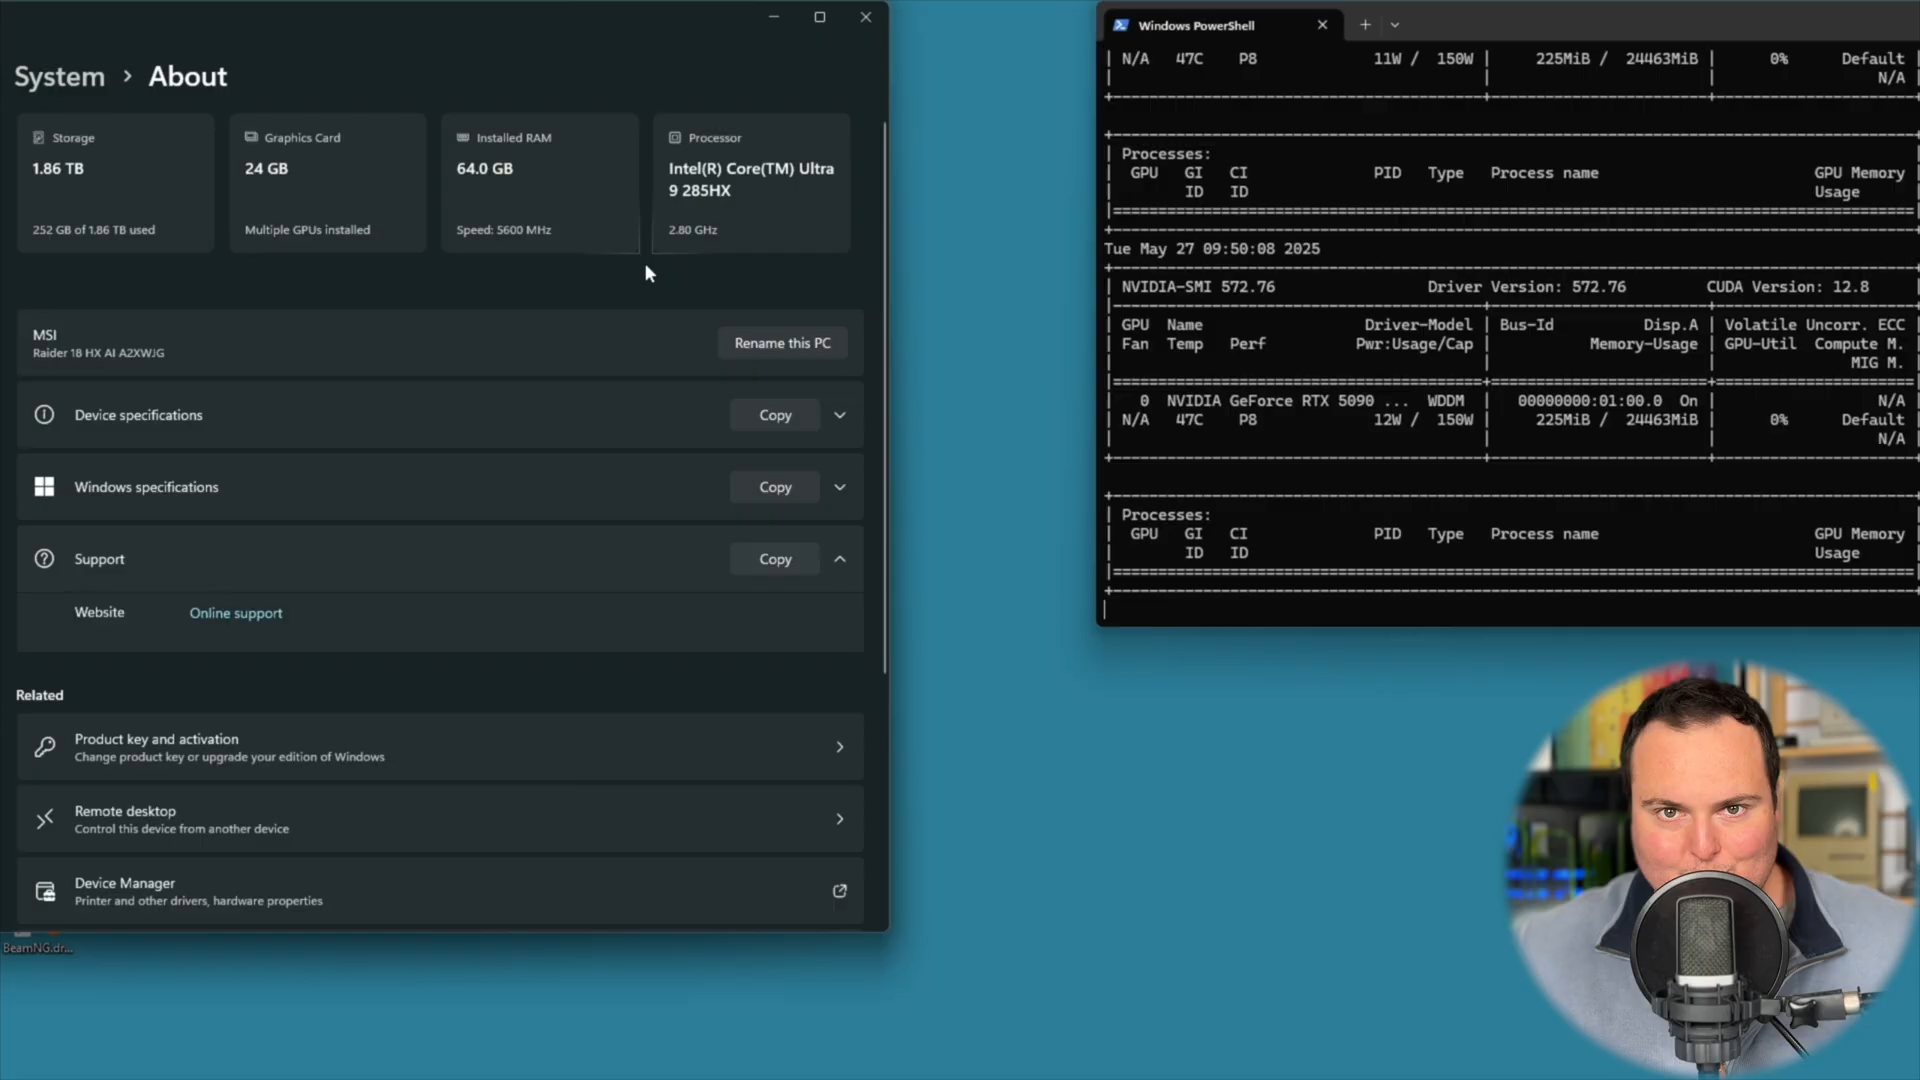 System > About
Storage
1.86 TB
252 GB of 1.86 TB used
Graphics Card
24 GB
Multiple GPUs installed
Installed RAM
64.0 GB
Speed: 5600 MHz
Processor
Intel(R) Core(TM) Ultra
9 285HX
2.80 GHz
MSI
Raider 18 HX AI A2XWJG
Rename this PC
Device specifications Copy
Windows specifications Copy
Support Copy
Website Online support
Related
Product key and activation
Change product key or upgrade your edition of Windows
Remote desktop
Control this device from another device
Device Manager
Printer and other drivers, hardware properties
BeamNG.dr...
Windows PowerShell
| N/A 47C P8 11W / 150W | 225MiB / 24463MiB | 0% Default
| | | N/A
| Processes:
| GPU GI CI PID Type Process name GPU Memory
| ID ID Usage
Tue May 27 09:50:08 2025
| NVIDIA-SMI 572.76 Driver Version: 572.76 CUDA Version: 12.8
| GPU Name Driver-Model | Bus-Id Disp.A | Volatile Uncorr. ECC
| Fan Temp Perf Pwr:Usage/Cap | Memory-Usage | GPU-Util Compute M.
| | | MIG M.
| 0 NVIDIA GeForce RTX 5090 ... WDDM | 00000000:01:00.0 On | N/A
| N/A 47C P8 12W / 150W | 225MiB / 24463MiB | 0% Default
| | | N/A
| Processes:
| GPU GI CI PID Type Process name GPU Memory
| ID ID Usage